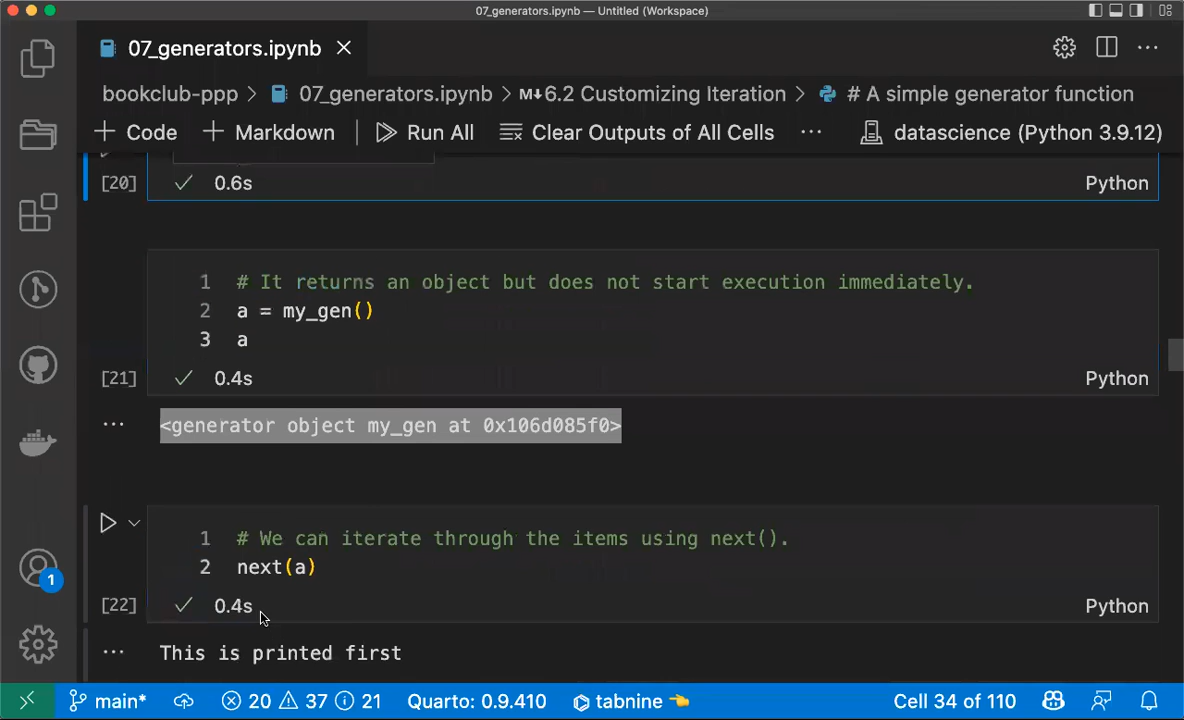 07_generators.ipynb — Untitled (Workspace)
07_generators.ipynb
bookclub-ppp > 07_generators.ipynb > M↓6.2 Customizing Iteration > # A simple generator function
+ Code + Markdown | Run All Clear Outputs of All Cells ... datascience (Python 3.9.12)
[20] ✓ 0.6s Python
1 # It returns an object but does not start execution immediately.
2 a = my_gen()
3 a
[21] ✓ 0.4s Python
... <generator object my_gen at 0x106d085f0>
1 # We can iterate through the items using next().
2 next(a)
[22] ✓ 0.4s Python
... This is printed first
1
main* 20 37 21 Quarto: 0.9.410 tabnine Cell 34 of 110